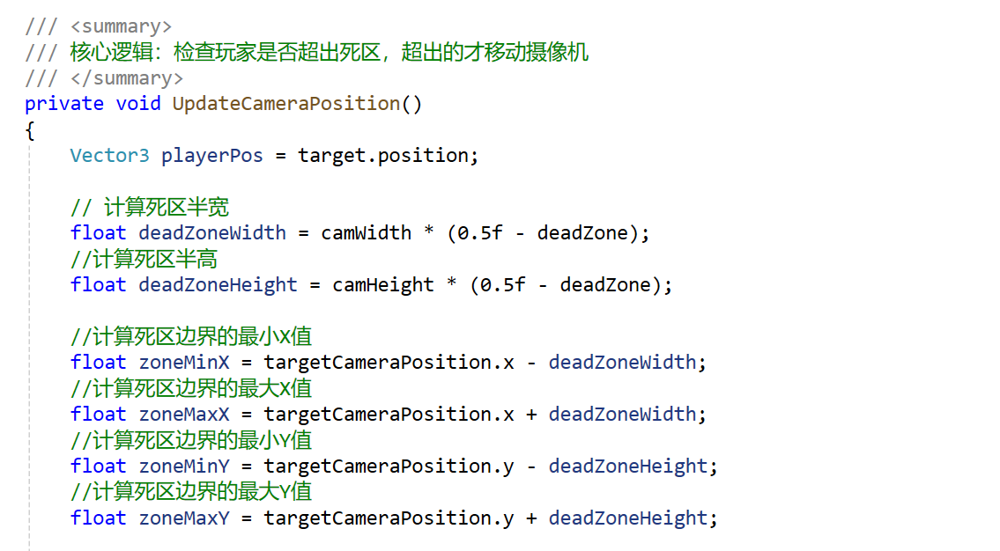 /// <summary>
/// 核心逻辑：检查玩家是否超出死区，超出的才移动摄像机
/// </summary>
private void UpdateCameraPosition()
{
    Vector3 playerPos = target.position;

    // 计算死区半宽
    float deadZoneWidth = camWidth * (0.5f - deadZone);
    //计算死区半高
    float deadZoneHeight = camHeight * (0.5f - deadZone);

    //计算死区边界的最小X值
    float zoneMinX = targetCameraPosition.x - deadZoneWidth;
    //计算死区边界的最大X值
    float zoneMaxX = targetCameraPosition.x + deadZoneWidth;
    //计算死区边界的最小Y值
    float zoneMinY = targetCameraPosition.y - deadZoneHeight;
    //计算死区边界的最大Y值
    float zoneMaxY = targetCameraPosition.y + deadZoneHeight;